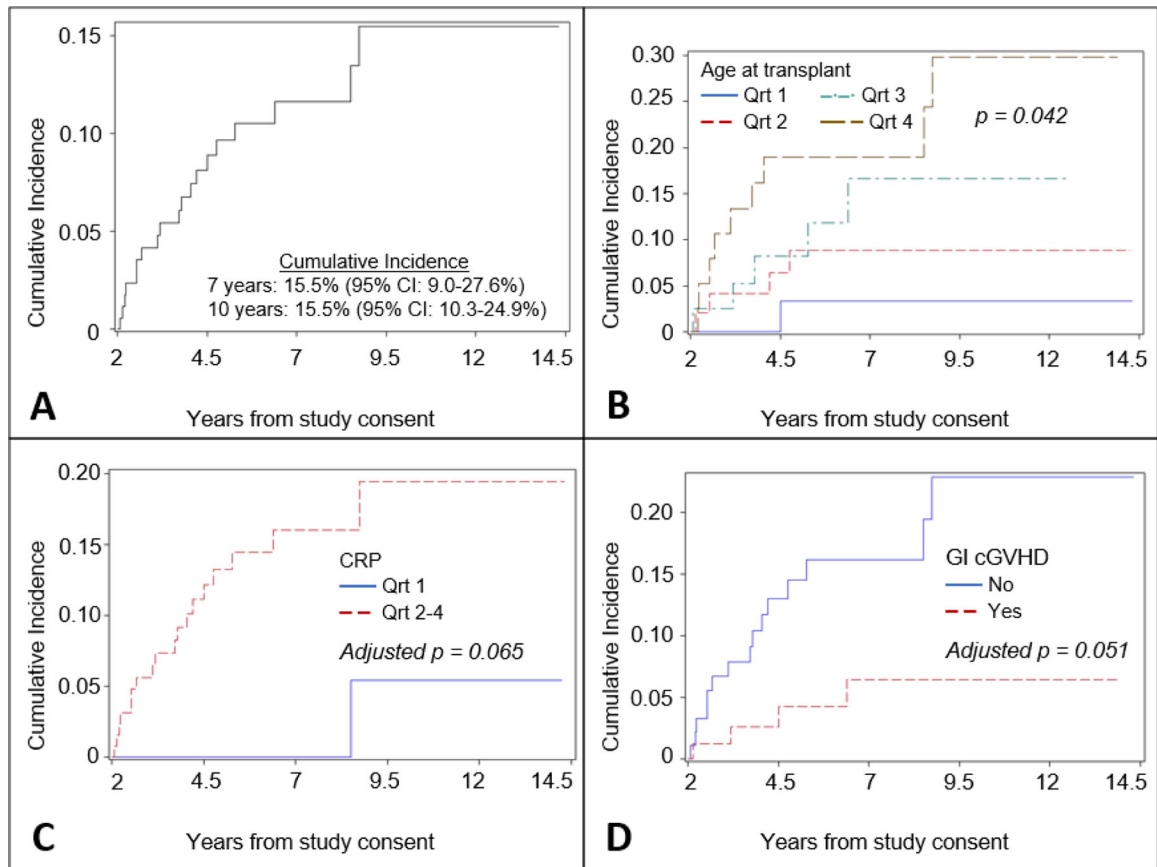 0.15
0.10
0.05
0
Cumulative Incidence
Cumulative Incidence
7 years: 15.5% (95% CI: 9.0-27.6%)
10 years: 15.5% (95% CI: 10.3-24.9%)
2 4.5 7 9.5 12 14.5
A
Years from study consent
0.30
0.25
0.20
0.15
0.10
0.05
0
Cumulative Incidence
Age at transplant
Qrt 1 Qrt 3
Qrt 2 Qrt 4
p = 0.042
2 4.5 7 9.5 12 14.5
B
Years from study consent
0.20
0.15
0.10
0.05
0
Cumulative Incidence
CRP
Qrt 1
Qrt 2-4
Adjusted p = 0.065
2 4.5 7 9.5 12 14.5
C
Years from study consent
0.20
0.15
0.10
0.05
0
Cumulative Incidence
GI cGVHD
No
Yes
Adjusted p = 0.051
2 4.5 7 9.5 12 14.5
D
Years from study consent